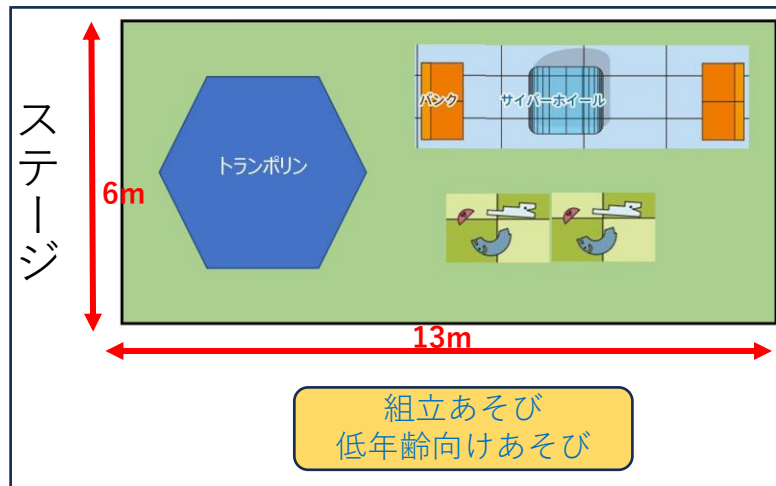 ステージ
6m
トランポリン
バンク
サイバーホイール
13m
組立あそび
低年齢向けあそび